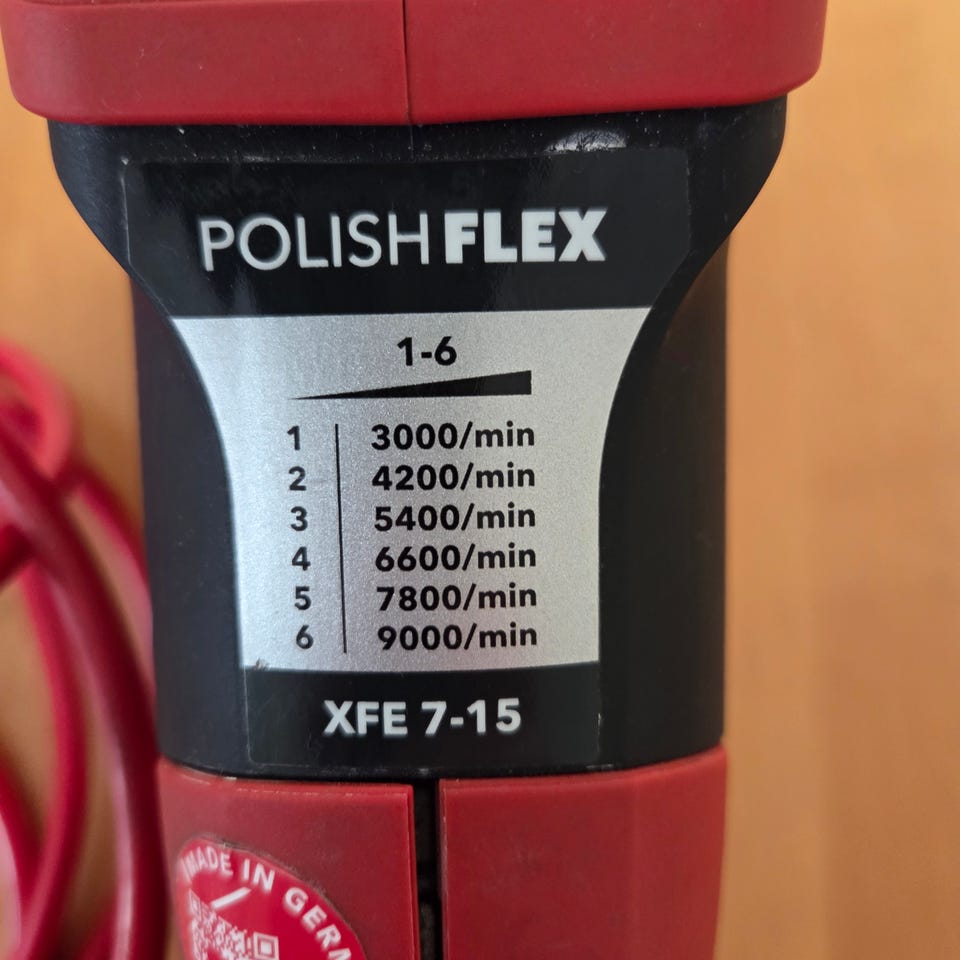 POLISHFLEX
1-6
1 3000/min
2 4200/min
3 5400/min
4 6600/min
5 7800/min
6 9000/min
XFE 7-15
MADE IN GERM